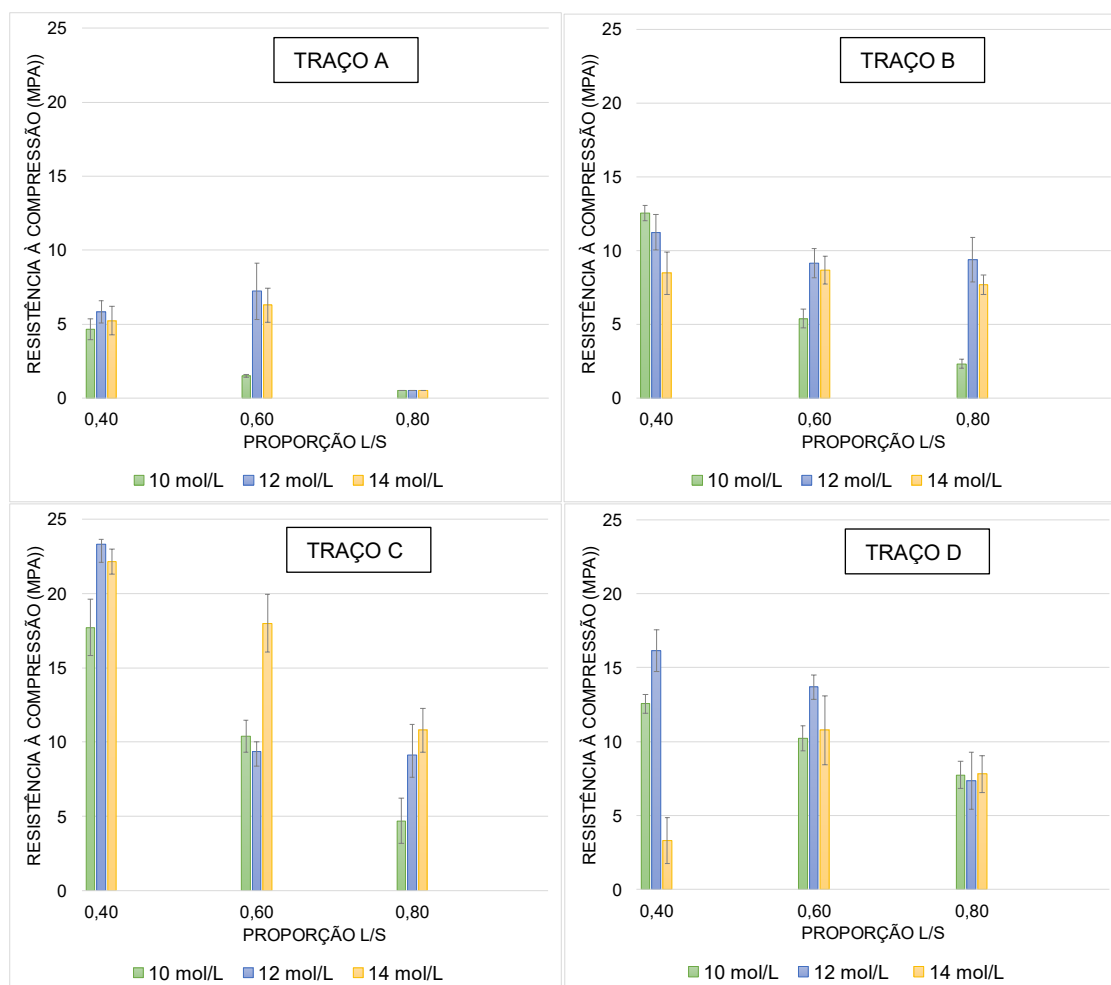 TRAÇO A
RESISTÊNCIA À COMPRESSÃO (MPA))
25
20
15
10
5
0
0,40 0,60 0,80
PROPORÇÃO L/S
10 mol/L 12 mol/L 14 mol/L
TRAÇO B
RESISTÊNCIA À COMPRESSÃO (MPA))
25
20
15
10
5
0
0,40 0,60 0,80
PROPORÇÃO L/S
10 mol/L 12 mol/L 14 mol/L
TRAÇO C
RESISTÊNCIA À COMPRESSÃO (MPA))
25
20
15
10
5
0
0,40 0,60 0,80
PROPORÇÃO L/S
10 mol/L 12 mol/L 14 mol/L
TRAÇO D
RESISTÊNCIA À COMPRESSÃO (MPA))
25
20
15
10
5
0
0,40 0,60 0,80
PROPORÇÃO L/S
10 mol/L 12 mol/L 14 mol/L